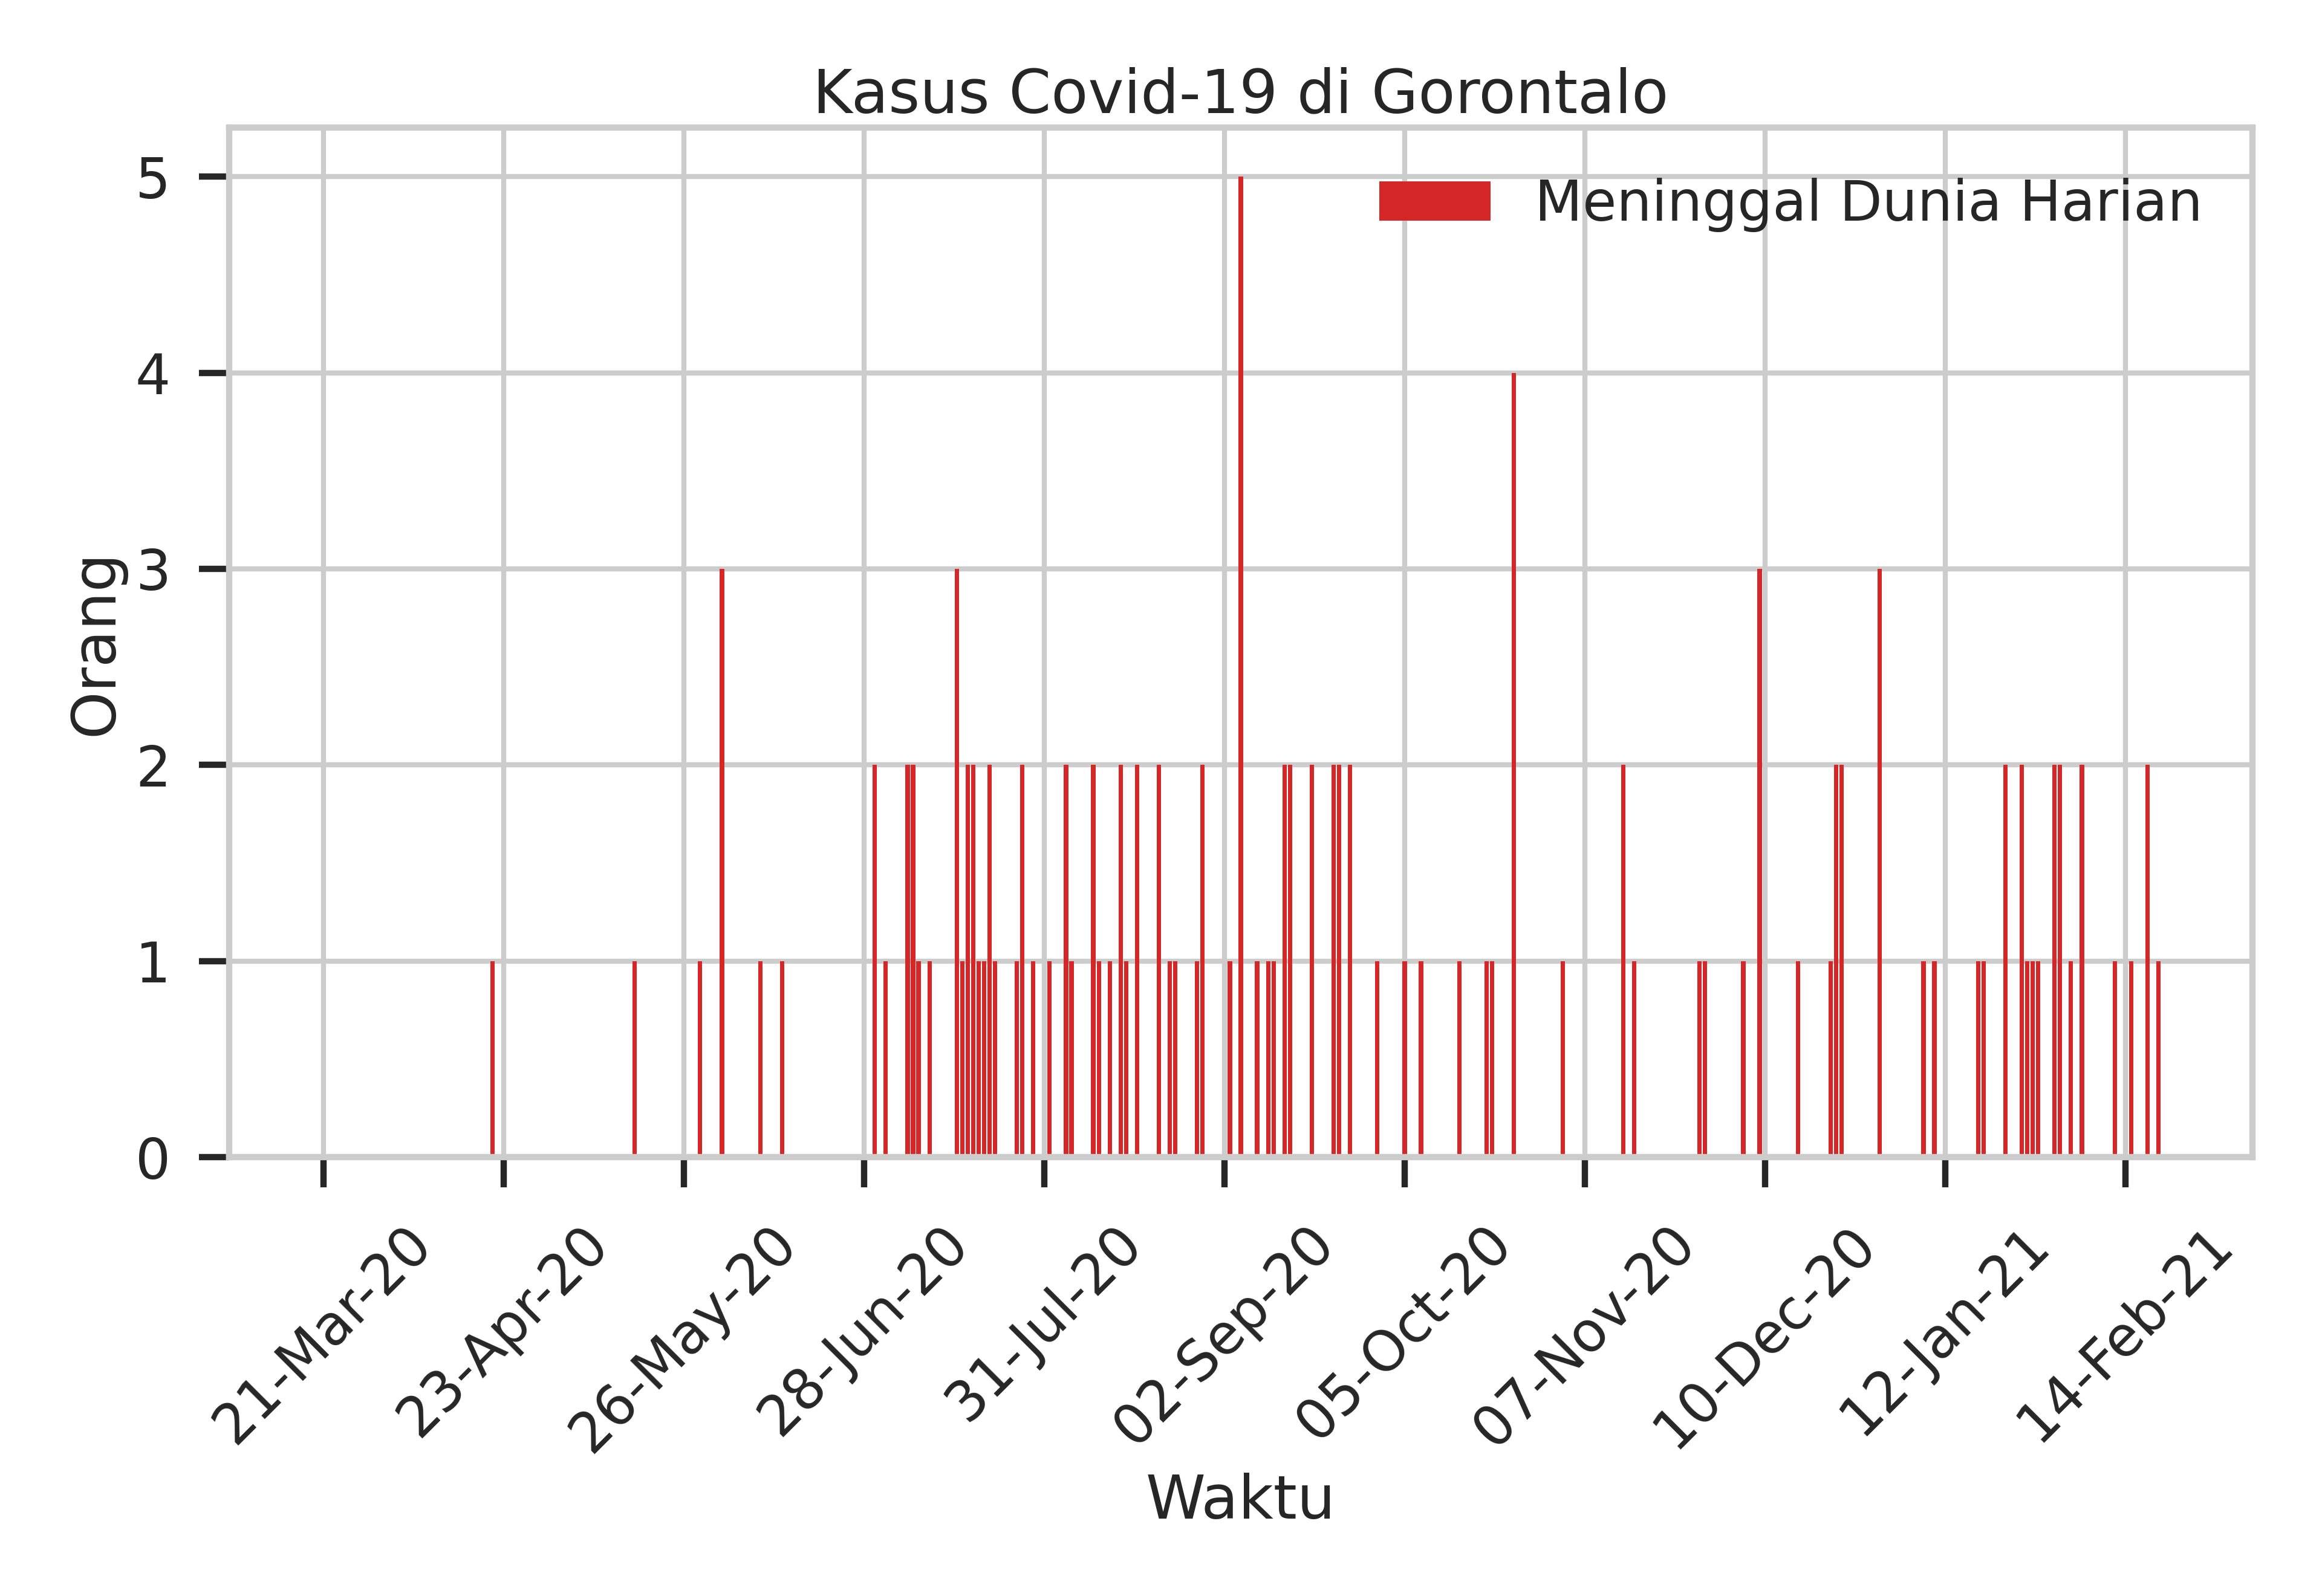 Kasus Covid-19 di Gorontalo
Meninggal Dunia Harian
5
4
3
2
1
0
Orang
21-Mar-20
23-Apr-20
26-May-20
28-Jun-20
31-Jul-20
02-Sep-20
05-Oct-20
07-Nov-20
10-Dec-20
12-Jan-21
14-Feb-21
Waktu